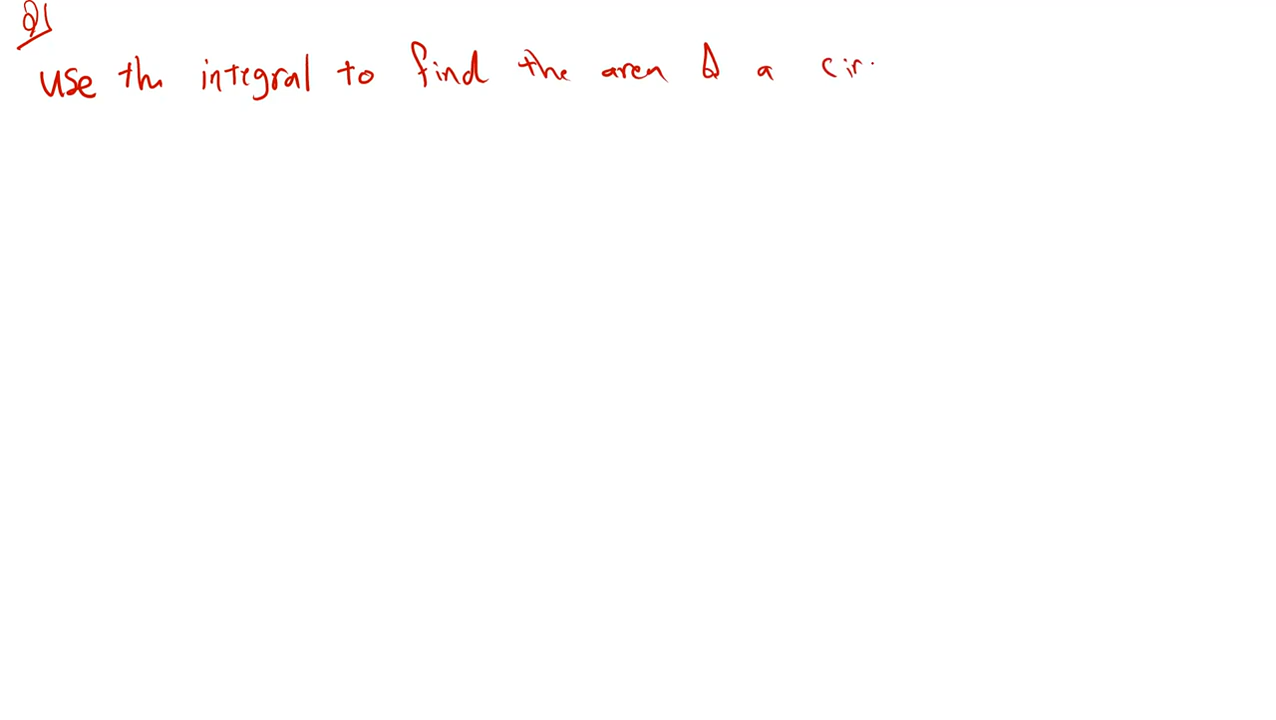 Q1
Use the integral to find the area of a cir